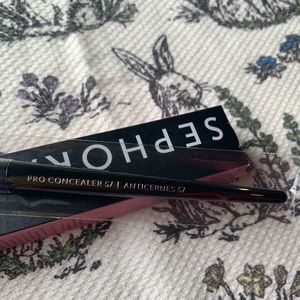 SEPHORA
PRO CONCEALER 57 | ANTICERNES 57